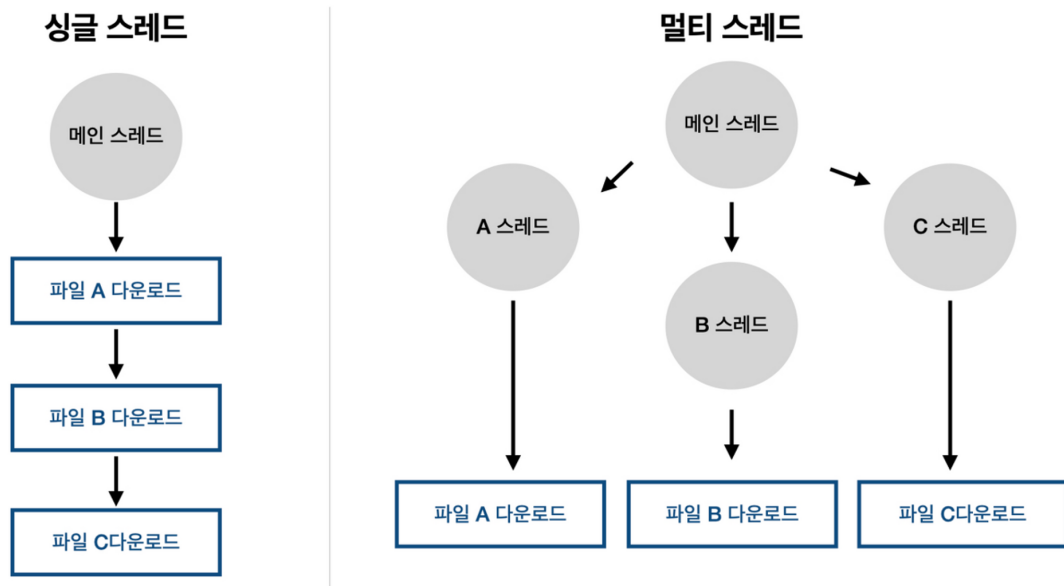 싱글 스레드
메인 스레드
파일 A 다운로드
파일 B 다운로드
파일 C다운로드
멀티 스레드
메인 스레드
A 스레드
B 스레드
C 스레드
파일 A 다운로드
파일 B 다운로드
파일 C다운로드